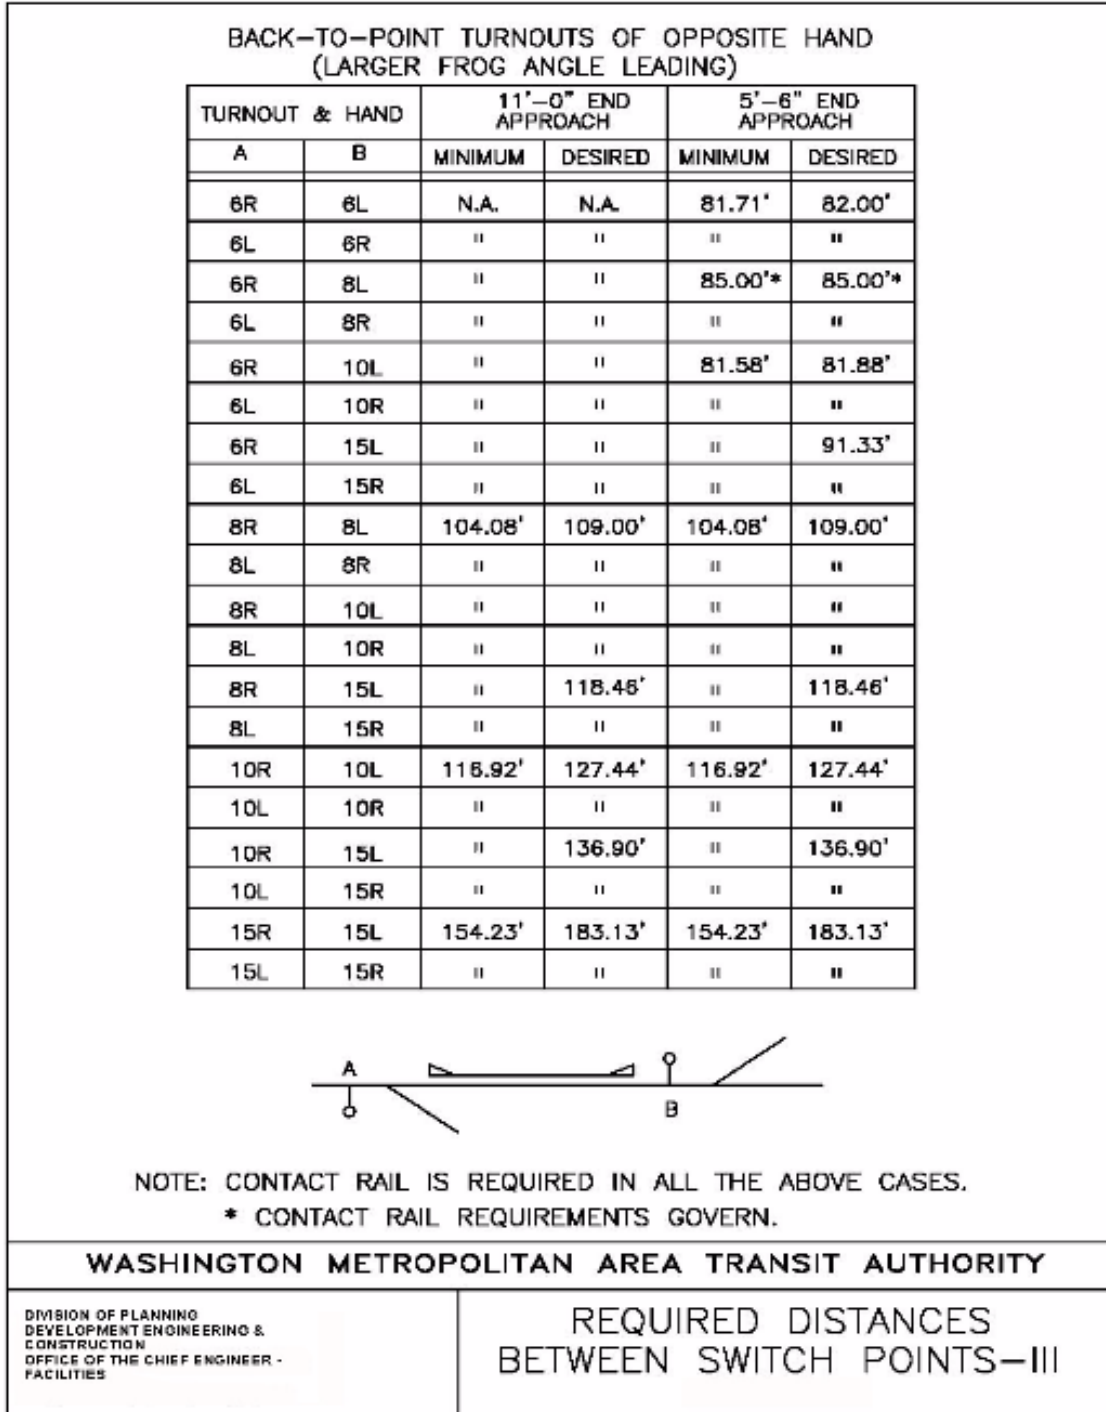 BACK-TO-POINT TURNOUTS OF OPPOSITE HAND
(LARGER FROG ANGLE LEADING)
TURNOUT & HAND 11'-0" END APPROACH 5'-6" END APPROACH
A B MINIMUM DESIRED MINIMUM DESIRED
6R 6L N.A. N.A. 81.71' 82.00'
6L 6R " " " "
6R 8L " " 85.00'* 85.00'*
6L 8R " " " "
6R 10L " " 81.58' 81.88'
6L 10R " " " "
6R 15L " " " 91.33'
6L 15R " " " "
8R 8L 104.08' 109.00' 104.08' 109.00'
8L 8R " " " "
8R 10L " " " "
8L 10R " " " "
8R 15L " 118.46' " 118.46'
8L 15R " " " "
10R 10L 116.92' 127.44' 116.92' 127.44'
10L 10R " " " "
10R 15L " 136.90' " 136.90'
10L 15R " " " "
15R 15L 154.23' 183.13' 154.23' 183.13'
15L 15R " " " "
A
B
NOTE: CONTACT RAIL IS REQUIRED IN ALL THE ABOVE CASES.
* CONTACT RAIL REQUIREMENTS GOVERN.
WASHINGTON METROPOLITAN AREA TRANSIT AUTHORITY
DIVISION OF PLANNING
DEVELOPMENT ENGINEERING &
CONSTRUCTION
OFFICE OF THE CHIEF ENGINEER -
FACILITIES
REQUIRED DISTANCES
BETWEEN SWITCH POINTS-III